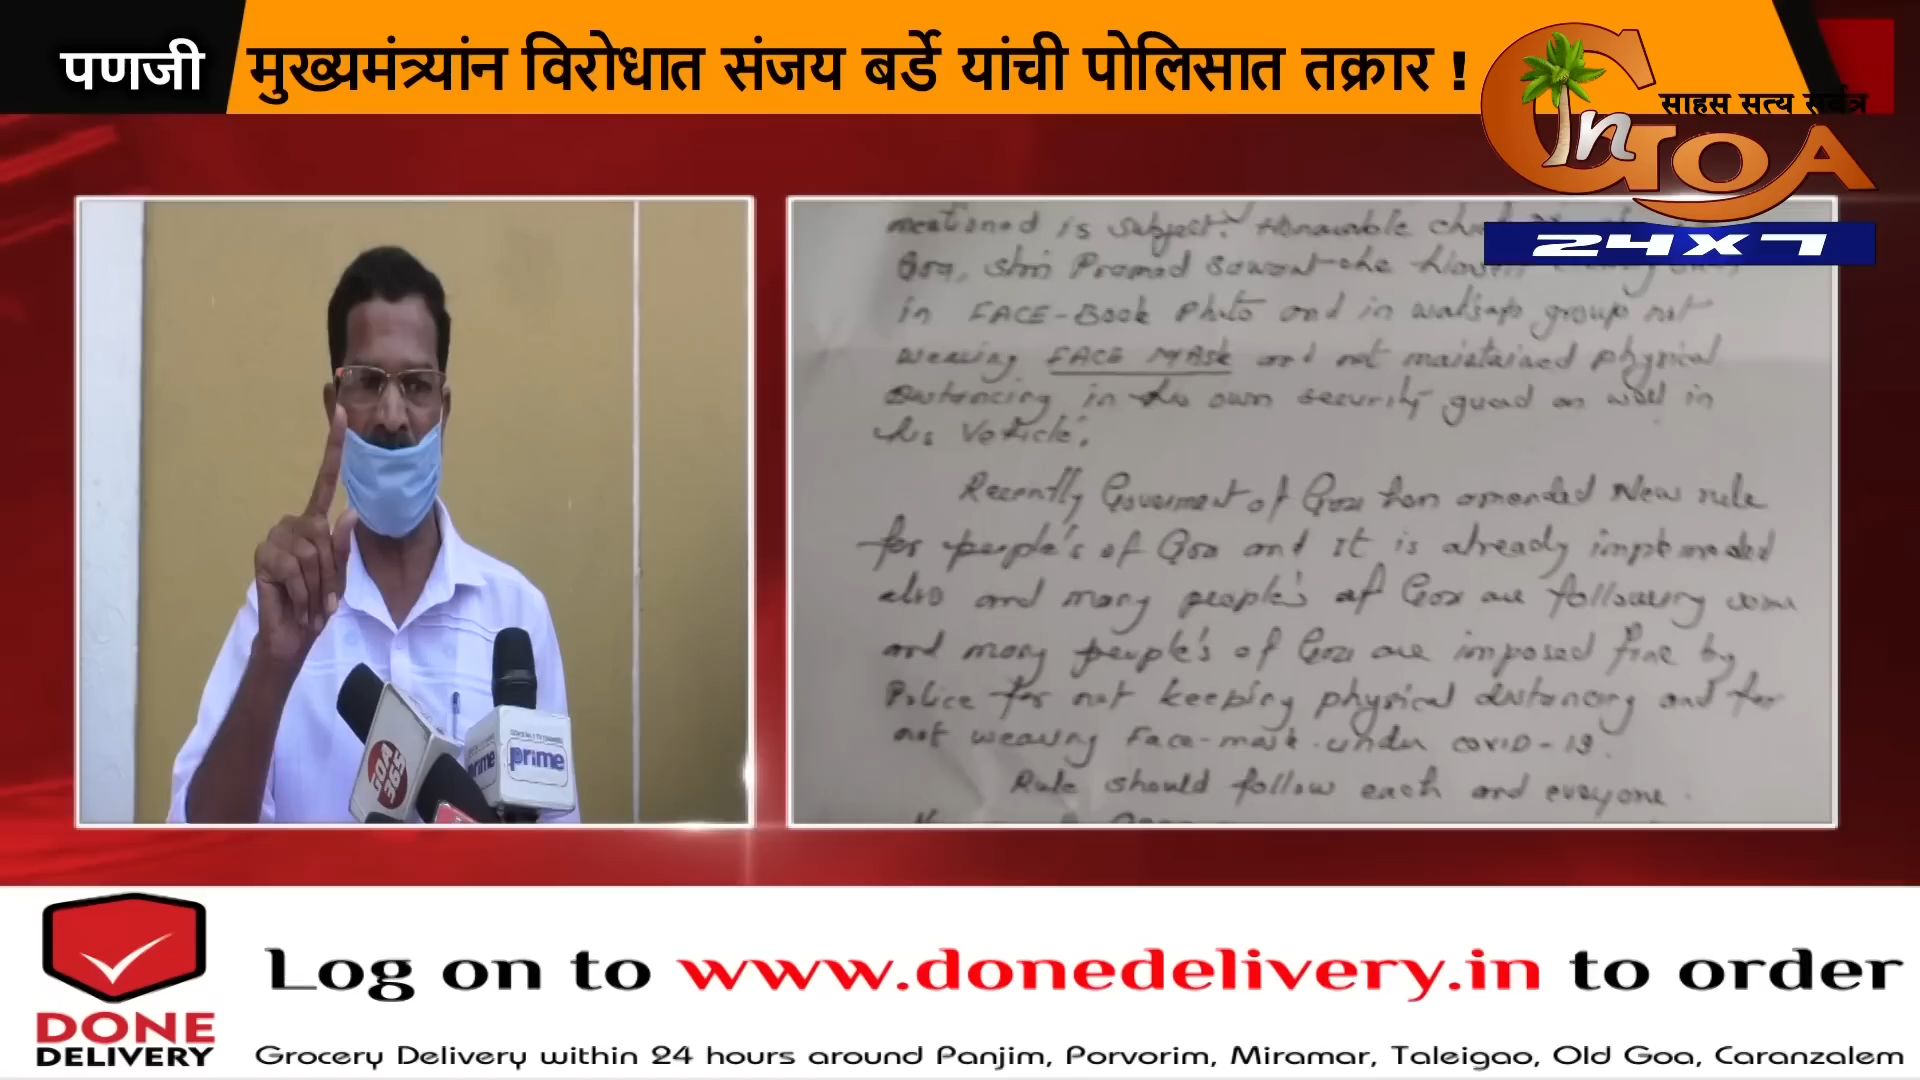 पणजी
मुख्यमंत्र्यांन विरोधात संजय बर्डे यांची पोलिसात तक्रार !
साहस सत्य सर्वत्र
in GOA
24X7
mentioned is subject. Honourable
Goa, Shri Pramod Sawant
in FACE-Book Photo and in watsap group not
wearing FACE MASK and not maintained physical
distancing in his own security guard as well in
his Vehicle.
Recently Goverment of Goa has amended New rule
for people's of Goa and it is already implemented
also and many people's of Goa are following
and many people's of Goa are imposed fine by
Police for not keeping physical distancing and for
not wearing Face-mask under COVID-19.
Rule should follow each and everyone.
GOA 365
prime
prime
DONE
DELIVERY
Log on to www.donedelivery.in to order
Grocery Delivery within 24 hours around Panjim, Porvorim, Miramar, Taleigao, Old Goa, Caranzalem